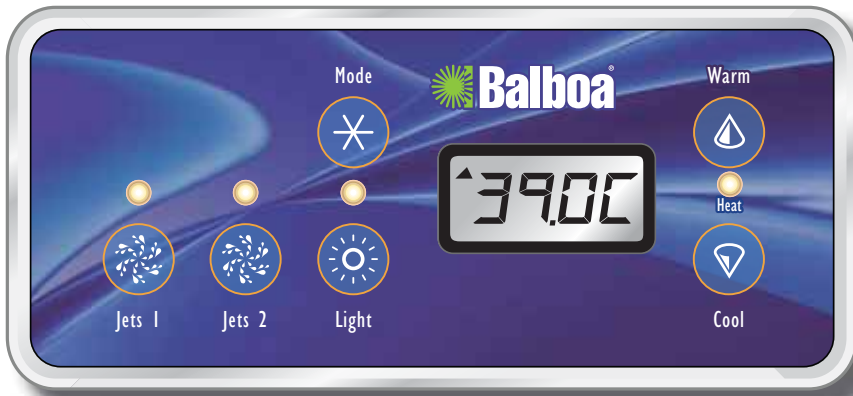 Mode
Balboa®
Warm
39.0C
Heat
Jets 1
Jets 2
Light
Cool